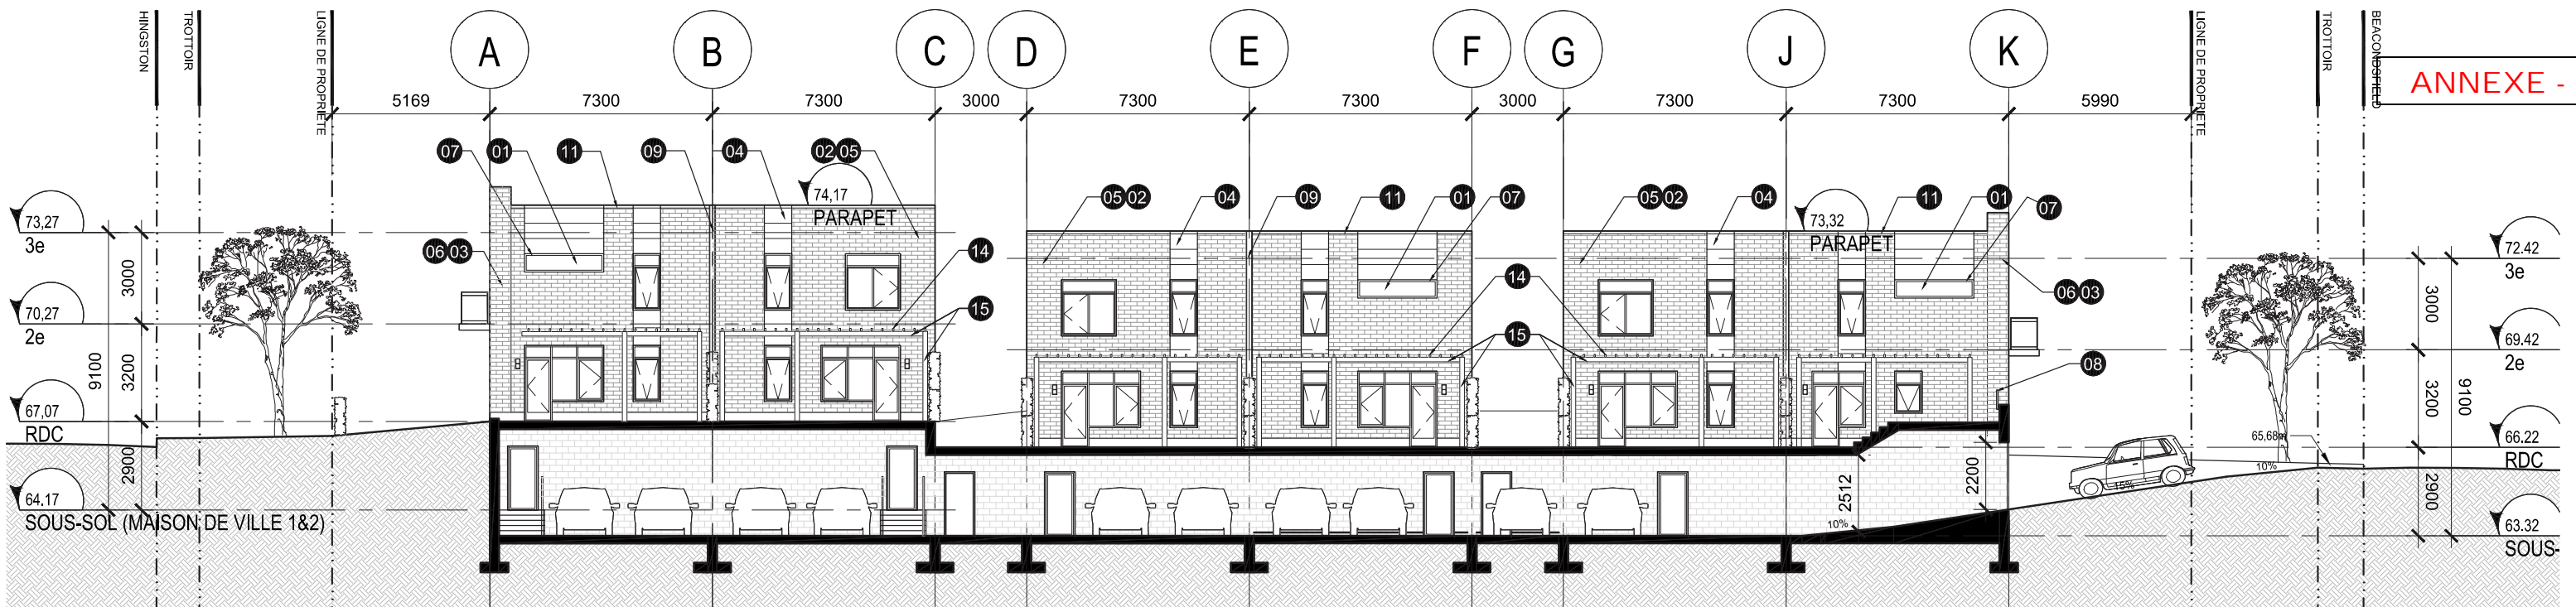 HINGSTON
TROTTOIR
LIGNE DE PROPRIETE
A
B
C
D
E
F
G
J
K
LIGNE DE PROPRIETE
TROTTOIR
BEACONDSFIELD
ANNEXE -
5169
7300
7300
3000
7300
7300
3000
7300
7300
5990
07
01
11
09
04
02 05
74,17
PARAPET
05 02
04
09
11
01
07
05 02
04
73,32
PARAPET
11
01
07
73,27
3e
06 03
14
15
14
15
06 03
08
72.42
3e
70,27
2e
69.42
2e
67,07
RDC
66.22
RDC
64.17
SOUS-SOL (MAISON DE VILLE 1&2)
63.32
SOUS-
3000
3200
2900
9100
3000
3200
2900
9100
2512
2200
10%
15%
10%
65,68m